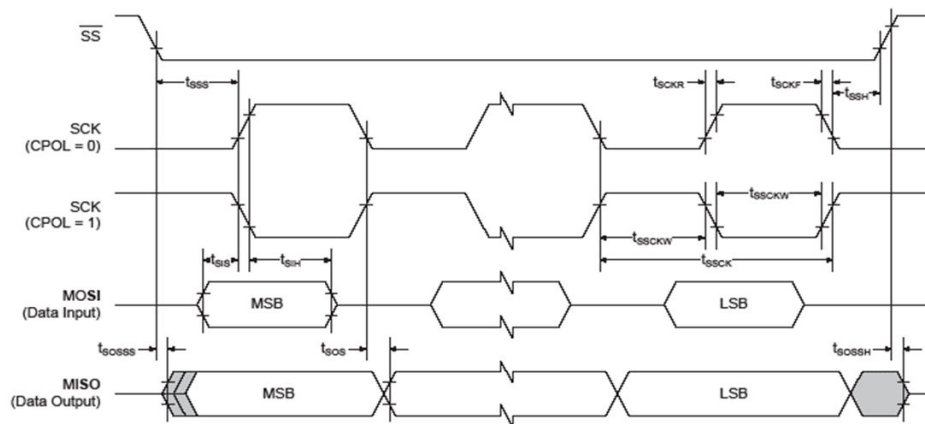 SS
tSSS
tSCKR
tSCKF
tSSH
SCK
(CPOL = 0)
SCK
(CPOL = 1)
tSSCKW
tSSCKW
tSSCK
tSIS
tSIH
MOSI
(Data Input)
MSB
LSB
tSOSSS
tSOS
tSOSSH
MISO
(Data Output)
MSB
LSB